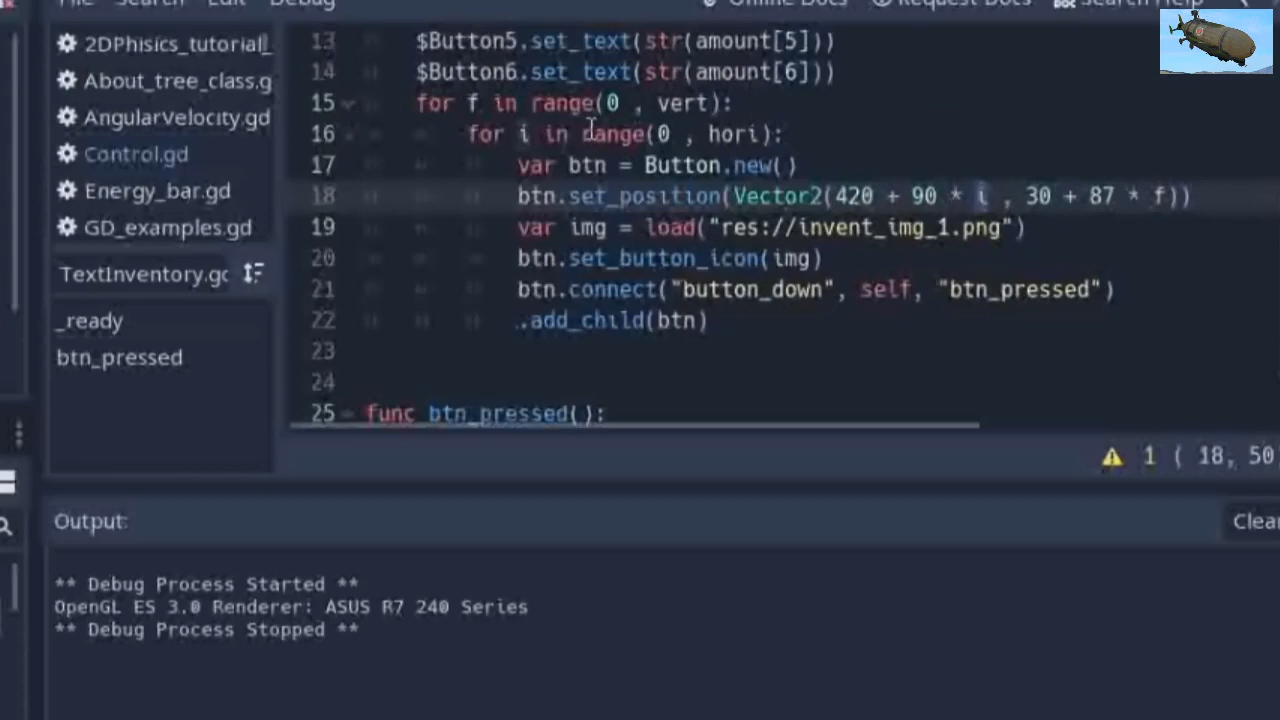 File Search Edit Debug Online Docs Request Docs Search Help
2DPhisics_tutorial_
About_tree_class.g
AngularVelocity.gd
Control.gd
Energy_bar.gd
GD_examples.gd
TextInventory.gc
_ready
btn_pressed
13 $Button5.set_text(str(amount[5]))
14 $Button6.set_text(str(amount[6]))
15 for f in range(0 , vert):
16 for i in range(0 , hori):
17 var btn = Button.new()
18 btn.set_position(Vector2(420 + 90 * i , 30 + 87 * f))
19 var img = load("res://invent_img_1.png")
20 btn.set_button_icon(img)
21 btn.connect("button_down", self, "btn_pressed")
22 .add_child(btn)
23
24
25 func btn_pressed():
1 ( 18, 50
Output: Clear
** Debug Process Started **
OpenGL ES 3.0 Renderer: ASUS R7 240 Series
** Debug Process Stopped **